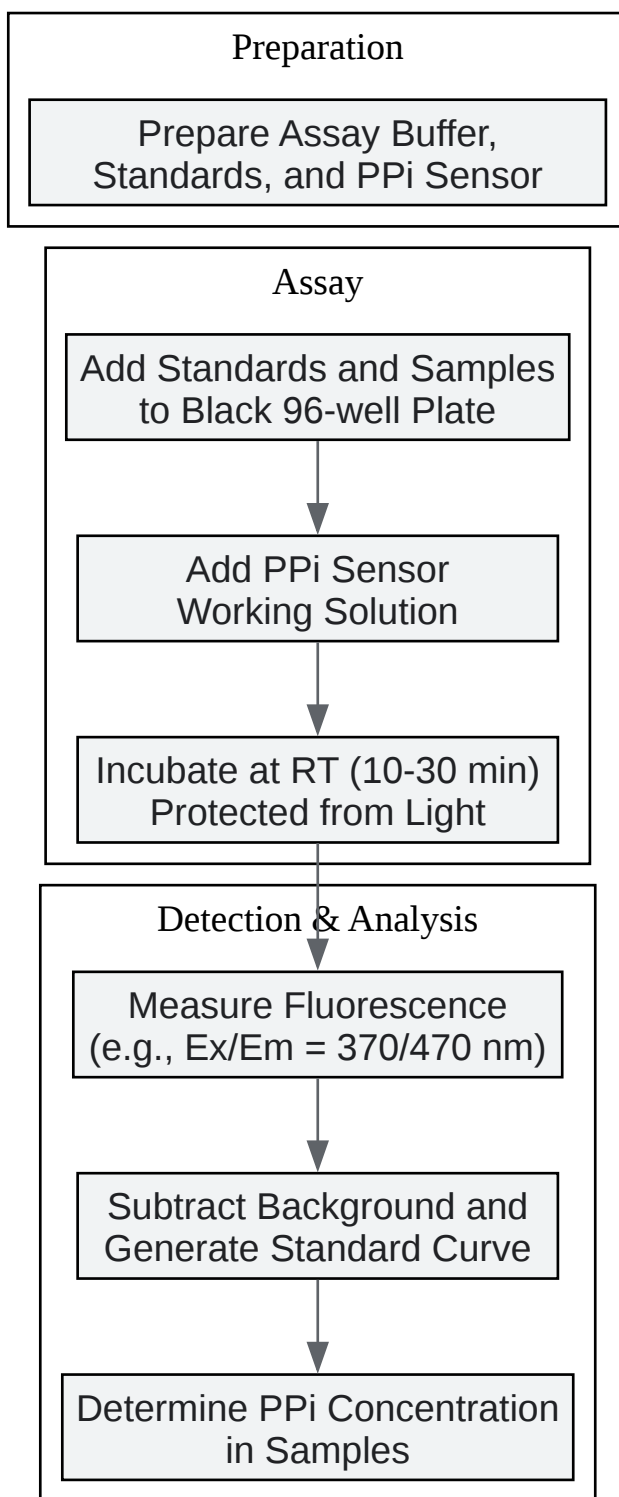 Preparation
Prepare Assay Buffer,
Standards, and PPi Sensor
Assay
Add Standards and Samples
to Black 96-well Plate
Add PPi Sensor
Working Solution
Incubate at RT (10-30 min)
Protected from Light
Detection & Analysis
Measure Fluorescence
(e.g., Ex/Em = 370/470 nm)
Subtract Background and
Generate Standard Curve
Determine PPi Concentration
in Samples